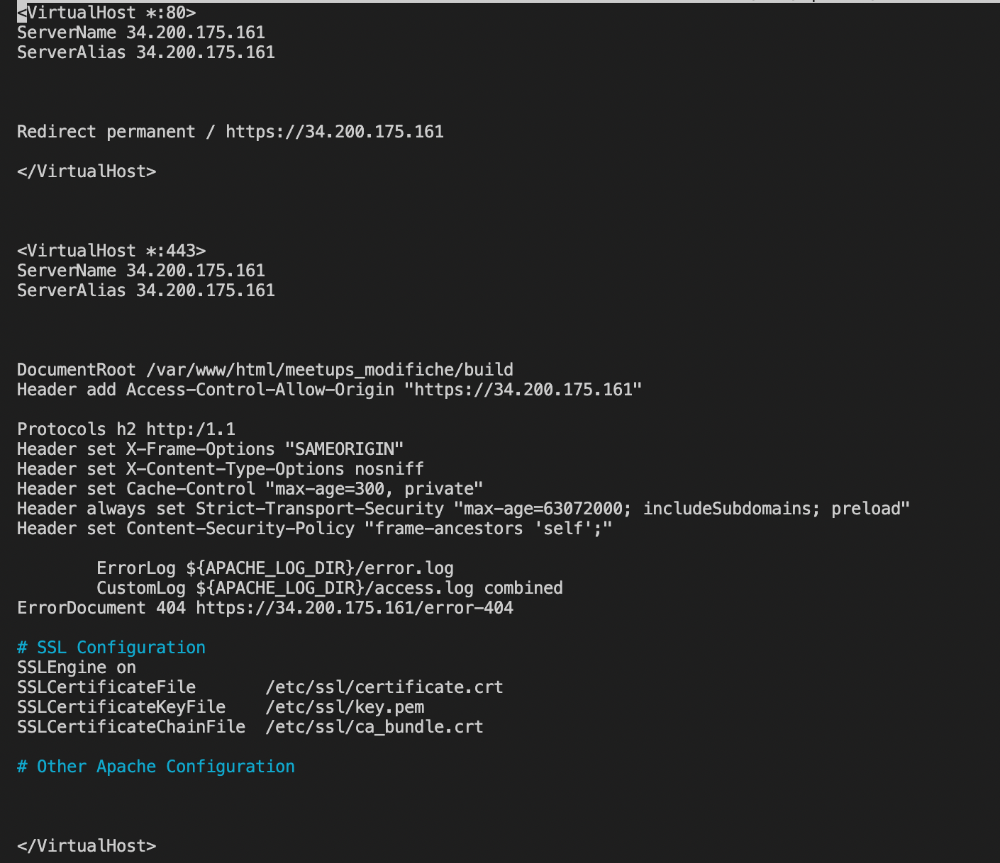 <VirtualHost *:80>
ServerName 34.200.175.161
ServerAlias 34.200.175.161
Redirect permanent / https://34.200.175.161
</VirtualHost>
<VirtualHost *:443>
ServerName 34.200.175.161
ServerAlias 34.200.175.161
DocumentRoot /var/www/html/meetups_modifiche/build
Header add Access-Control-Allow-Origin "https://34.200.175.161"
Protocols h2 http:/1.1
Header set X-Frame-Options "SAMEORIGIN"
Header set X-Content-Type-Options nosniff
Header set Cache-Control "max-age=300, private"
Header always set Strict-Transport-Security "max-age=63072000; includeSubdomains; preload"
Header set Content-Security-Policy "frame-ancestors 'self';"
ErrorLog ${APACHE_LOG_DIR}/error.log
CustomLog ${APACHE_LOG_DIR}/access.log combined
ErrorDocument 404 https://34.200.175.161/error-404
# SSL Configuration
SSLEngine on
SSLCertificateFile /etc/ssl/certificate.crt
SSLCertificateKeyFile /etc/ssl/key.pem
SSLCertificateChainFile /etc/ssl/ca_bundle.crt
# Other Apache Configuration
</VirtualHost>